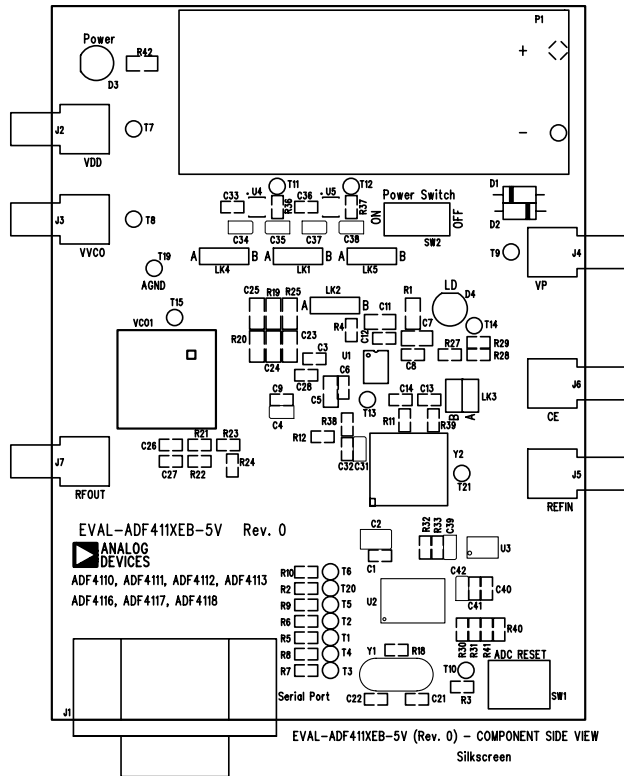 P1
Power
R42
+
D3
J2
T7
-
VDD
T11
T12
C33
U4
R36
C36
U5
R37
Power Switch
D1
J3
T8
ON
OFF
C34
C35
C37
C38
SW2
D2
VVCO
T19
A B
LK4
A B
LK1
A B
LK5
T9
J4
AGND
VP
C25 R19 R25
A LK2 B
R1
LD
D4
T15
C11
R4
T14
VCO1
C12
C7
R29
R20
C23
C3
U1
C8
R27
R28
C24
C28
C6
C9
C5
C14 C13
LK3
J6
T13
B A
CE
C4
R38
R11
R39
R12
Y2
C26
R21
R23
C32
C31
J7
R24
T21
J5
C27
R22
RFOUT
REFIN
EVAL-ADF411XEB-5V Rev. 0
C2
R32
R33
C39
ANALOG
DEVICES
U3
C1
ADF4110, ADF4111, ADF4112, ADF4113
R10
T6
C42
R2
T20
C40
ADF4116, ADF4117, ADF4118
R9
T5
U2
C41
R6
T2
R5
T1
R40
R8
T4
Y1
R18
R30
R31
R41
ADC RESET
R7
T3
T10
Serial Port
R3
SW1
J1
C22
C21
EVAL-ADF411XEB-5V (Rev. 0) - COMPONENT SIDE VIEW
Silkscreen